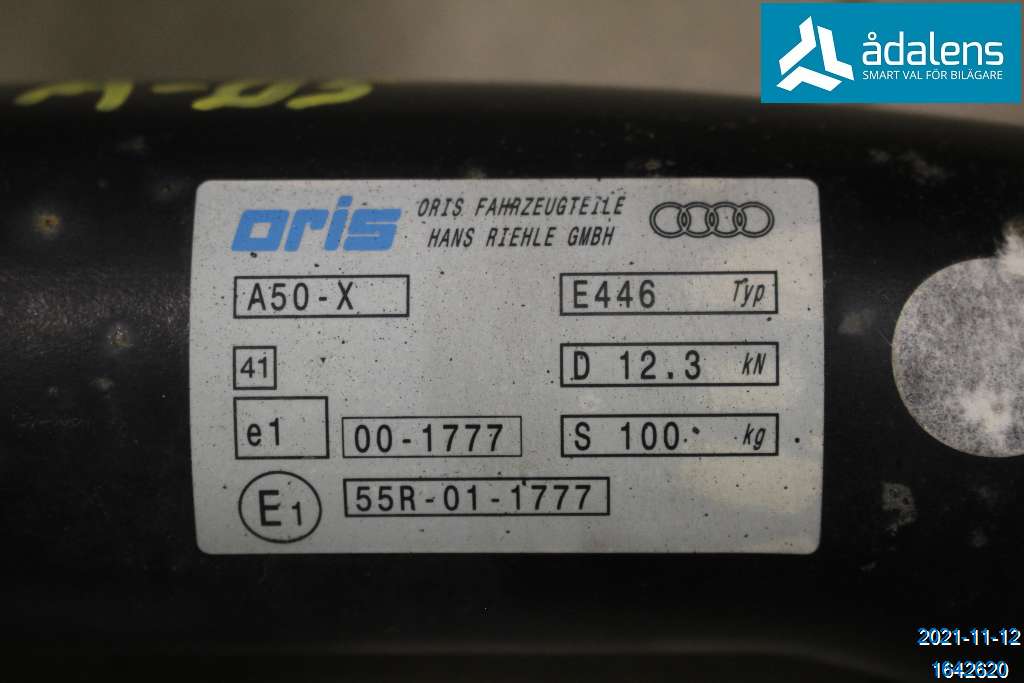 ådalens
SMART VAL FÖR BILÄGARE
oris
ORIS FAHRZEUGTEILE
HANS RIEHLE GMBH
A50-X
E446 Typ
41
D 12.3 kN
e1
00-1777
S 100 kg
E1
55R-01-1777
2021-11-12
1642620